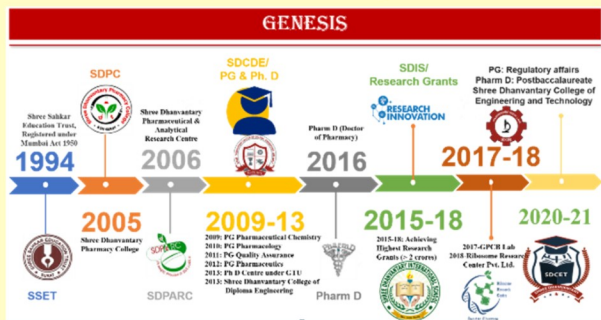 GENESIS
SDPC
SDCDE/
PG & Ph. D
SDIS/
Research Grants
PG: Regulatory affairs
Pharm D: Postbaccalaureate
Shree Dhanvantary College of
Engineering and Technology
Shree Sahkar
Education Trust,
Registered under
Mumbai Act 1950
Shree Dhanvantary
Pharmaceutical &
Analytical
Research Centre
Pharm D (Doctor
of Pharmacy)
RESEARCH
INNOVATION
1994
2006
2016
2017-18
2005
2009-13
2015-18
2020-21
Shree Dhanvantary
Pharmacy College
2009: PG Pharmaceutical Chemistry
2010: PG Pharmacology
2011: PG Quality Assurance
2012: PG Pharmaceutics
2013: Ph D Centre under GTU
2013: Shree Dhanvantary College of
Diploma Engineering
2015-18: Achieving
Highest Research
Grants (> 2 crores)
2017-GPCR Lab
2018-Ribosome Research
Center Pvt. Ltd.
SDPARC
SDCET
SSET
SDPARC
Pharm D